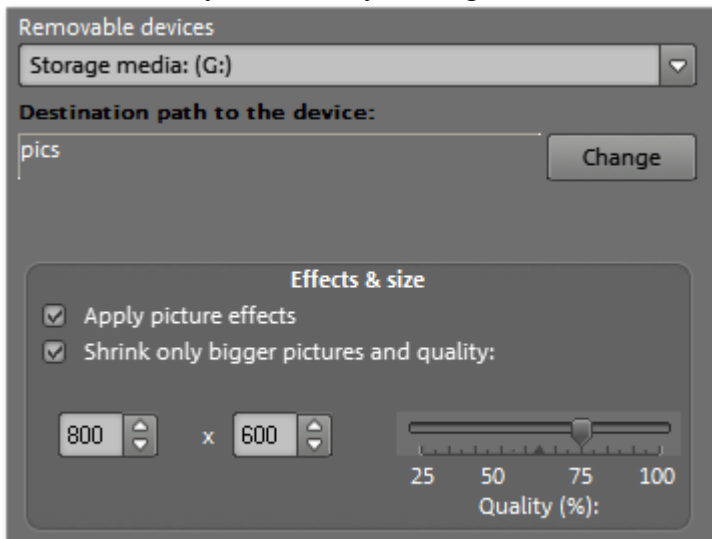 Removable devices
Storage media: (G:)
Destination path to the device:
pics
Change
Effects & size
Apply picture effects
Shrink only bigger pictures and quality:
800 x 600
25 50 75 100
Quality (%):